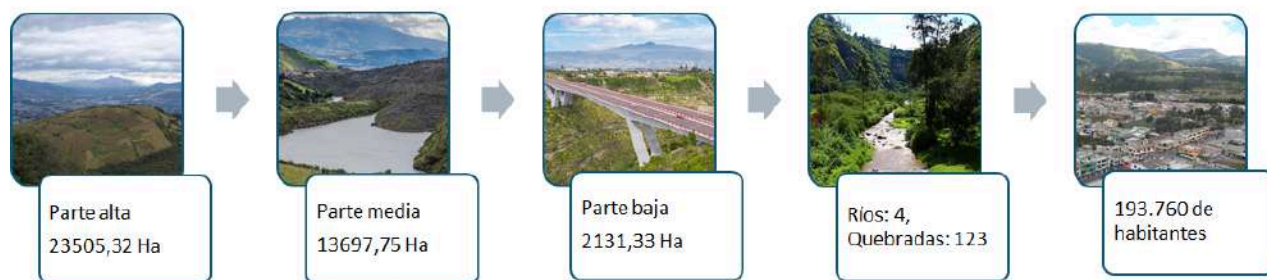 Parte alta
23505,32 Ha
Parte media
13697,75 Ha
Parte baja
2131,33 Ha
Ríos: 4,
Quebradas: 123
193.760 de
habitantes